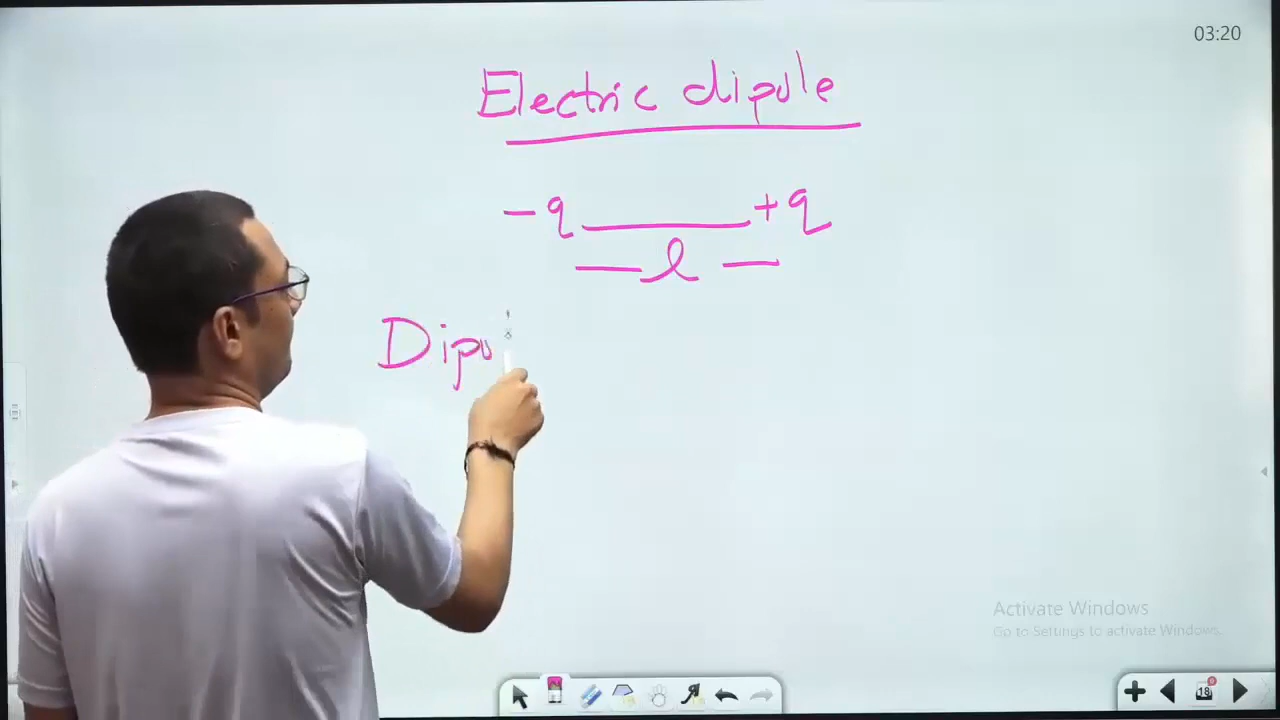 03:20
Electric dipole
-q +q
l
Dipo
Activate Windows
Go to Settings to activate Windows.
18